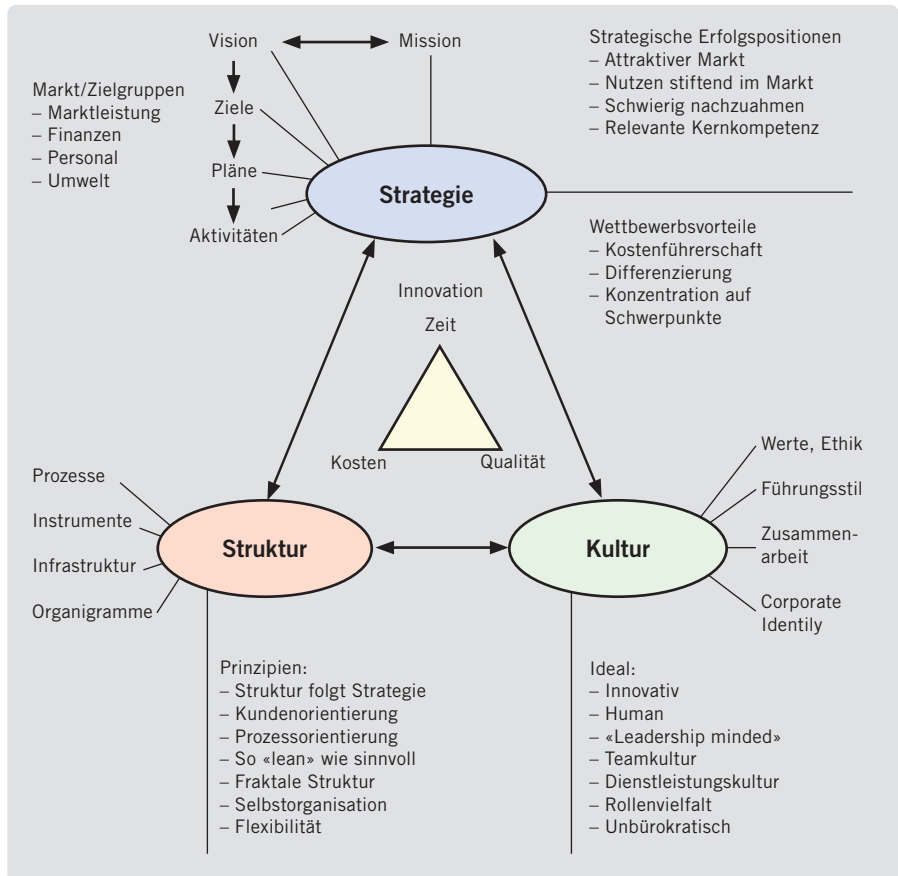 Vision
Mission
Strategische Erfolgspositionen
– Attraktiver Markt
– Nutzen stiftend im Markt
– Schwierig nachzuahmen
– Relevante Kernkompetenz
Markt/Zielgruppen
– Marktleistung
– Finanzen
– Personal
– Umwelt
Ziele
Pläne
Aktivitäten
Strategie
Wettbewerbsvorteile
– Kostenführerschaft
– Differenzierung
– Konzentration auf
Schwerpunkte
Innovation
Zeit
Kosten
Qualität
Prozesse
Instrumente
Infrastruktur
Organigramme
Struktur
Kultur
Werte, Ethik
Führungsstil
Zusammen-
arbeit
Corporate
Identily
Prinzipien:
– Struktur folgt Strategie
– Kundenorientierung
– Prozessorientierung
– So «lean» wie sinnvoll
– Fraktale Struktur
– Selbstorganisation
– Flexibilität
Ideal:
– Innovativ
– Human
– «Leadership minded»
– Teamkultur
– Dienstleistungskultur
– Rollenvielfalt
– Unbürokratisch